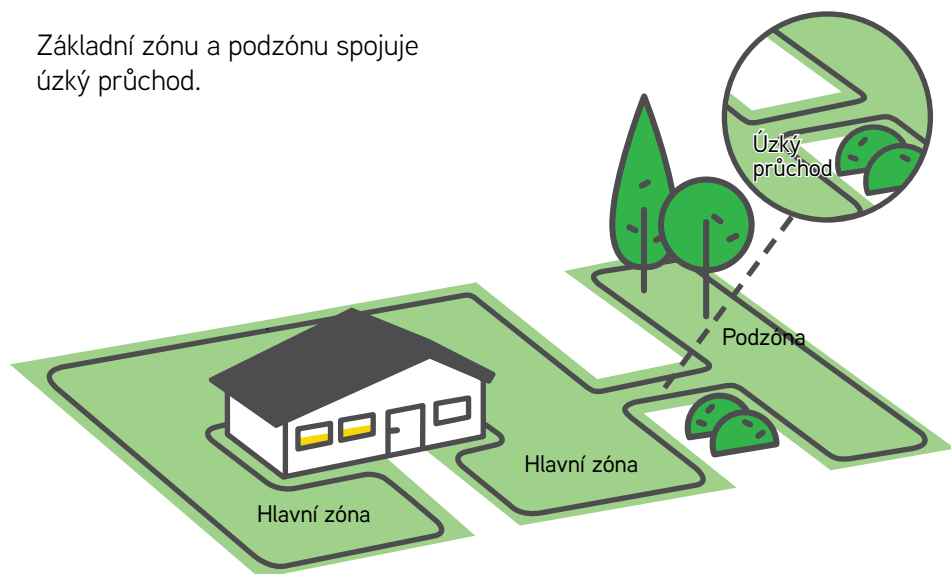 Základní zónu a podzónu spojuje
úzký průchod.
Úzký
průchod
Podzóna
Hlavní zóna
Hlavní zóna